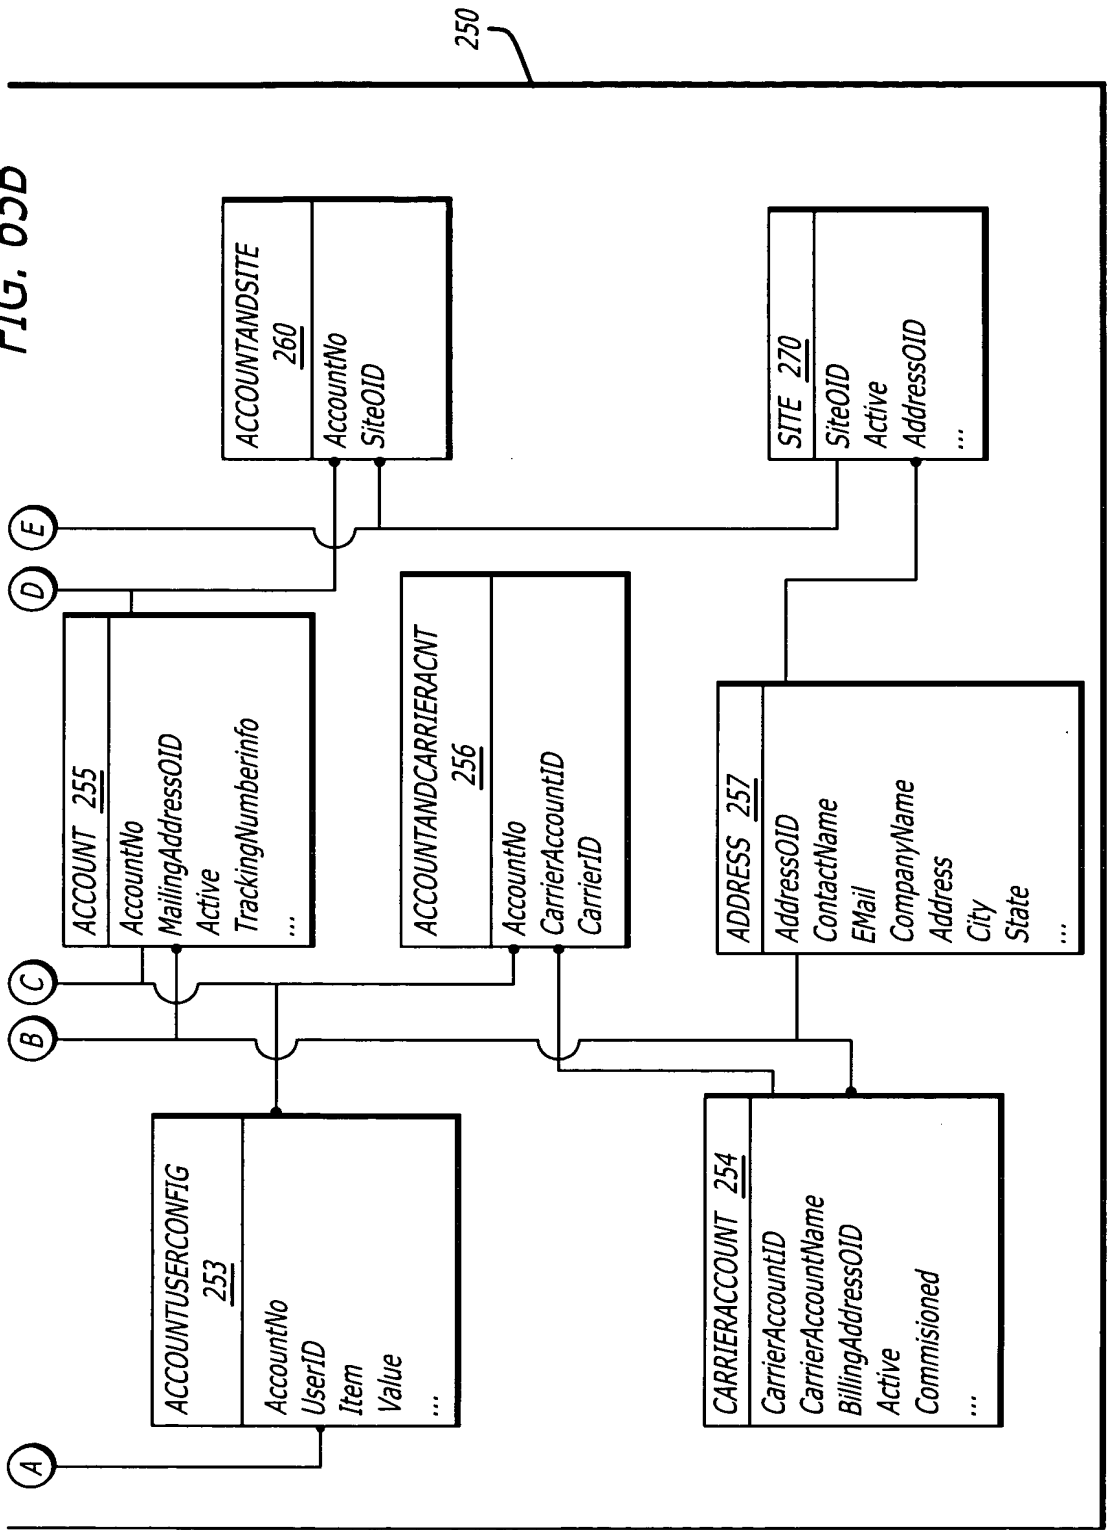 FIG.
A
B
C
D
E
ACCOUNTUSERCONFIG
253
AccountNo
UserID
Item
Value
...
ACCOUNT 255
AccountNo
MailingAddressOID
Active
TrackingNumberinfo
...
ACCOUNTANDSITE
260
AccountNo
SiteOID
250
ACCOUNTANDCARRIERACNT
256
AccountNo
CarrierAccountID
CarrierID
CARRIERACCOUNT 254
CarrierAccountID
CarrierAccountName
BillingAddressOID
Active
Commisioned
...
ADDRESS 257
AddressOID
ContactName
EMail
CompanyName
Address
City
State
...
SITE 270
SiteOID
Active
AddressOID
...